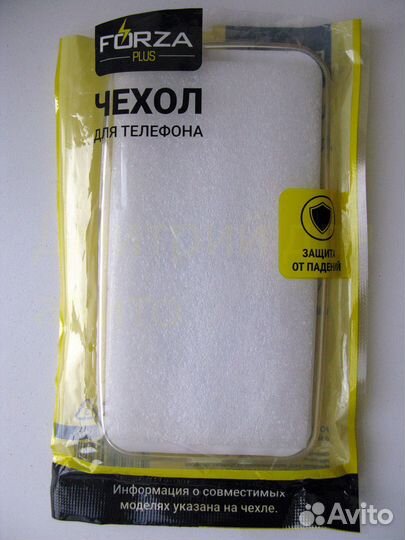 FORZA
PLUS
ЧЕХОЛ
ДЛЯ ТЕЛЕФОНА
ЗАЩИТА
ОТ ПАДЕНИЙ
Информация о совместимых
моделях указана на чехле.
Avito